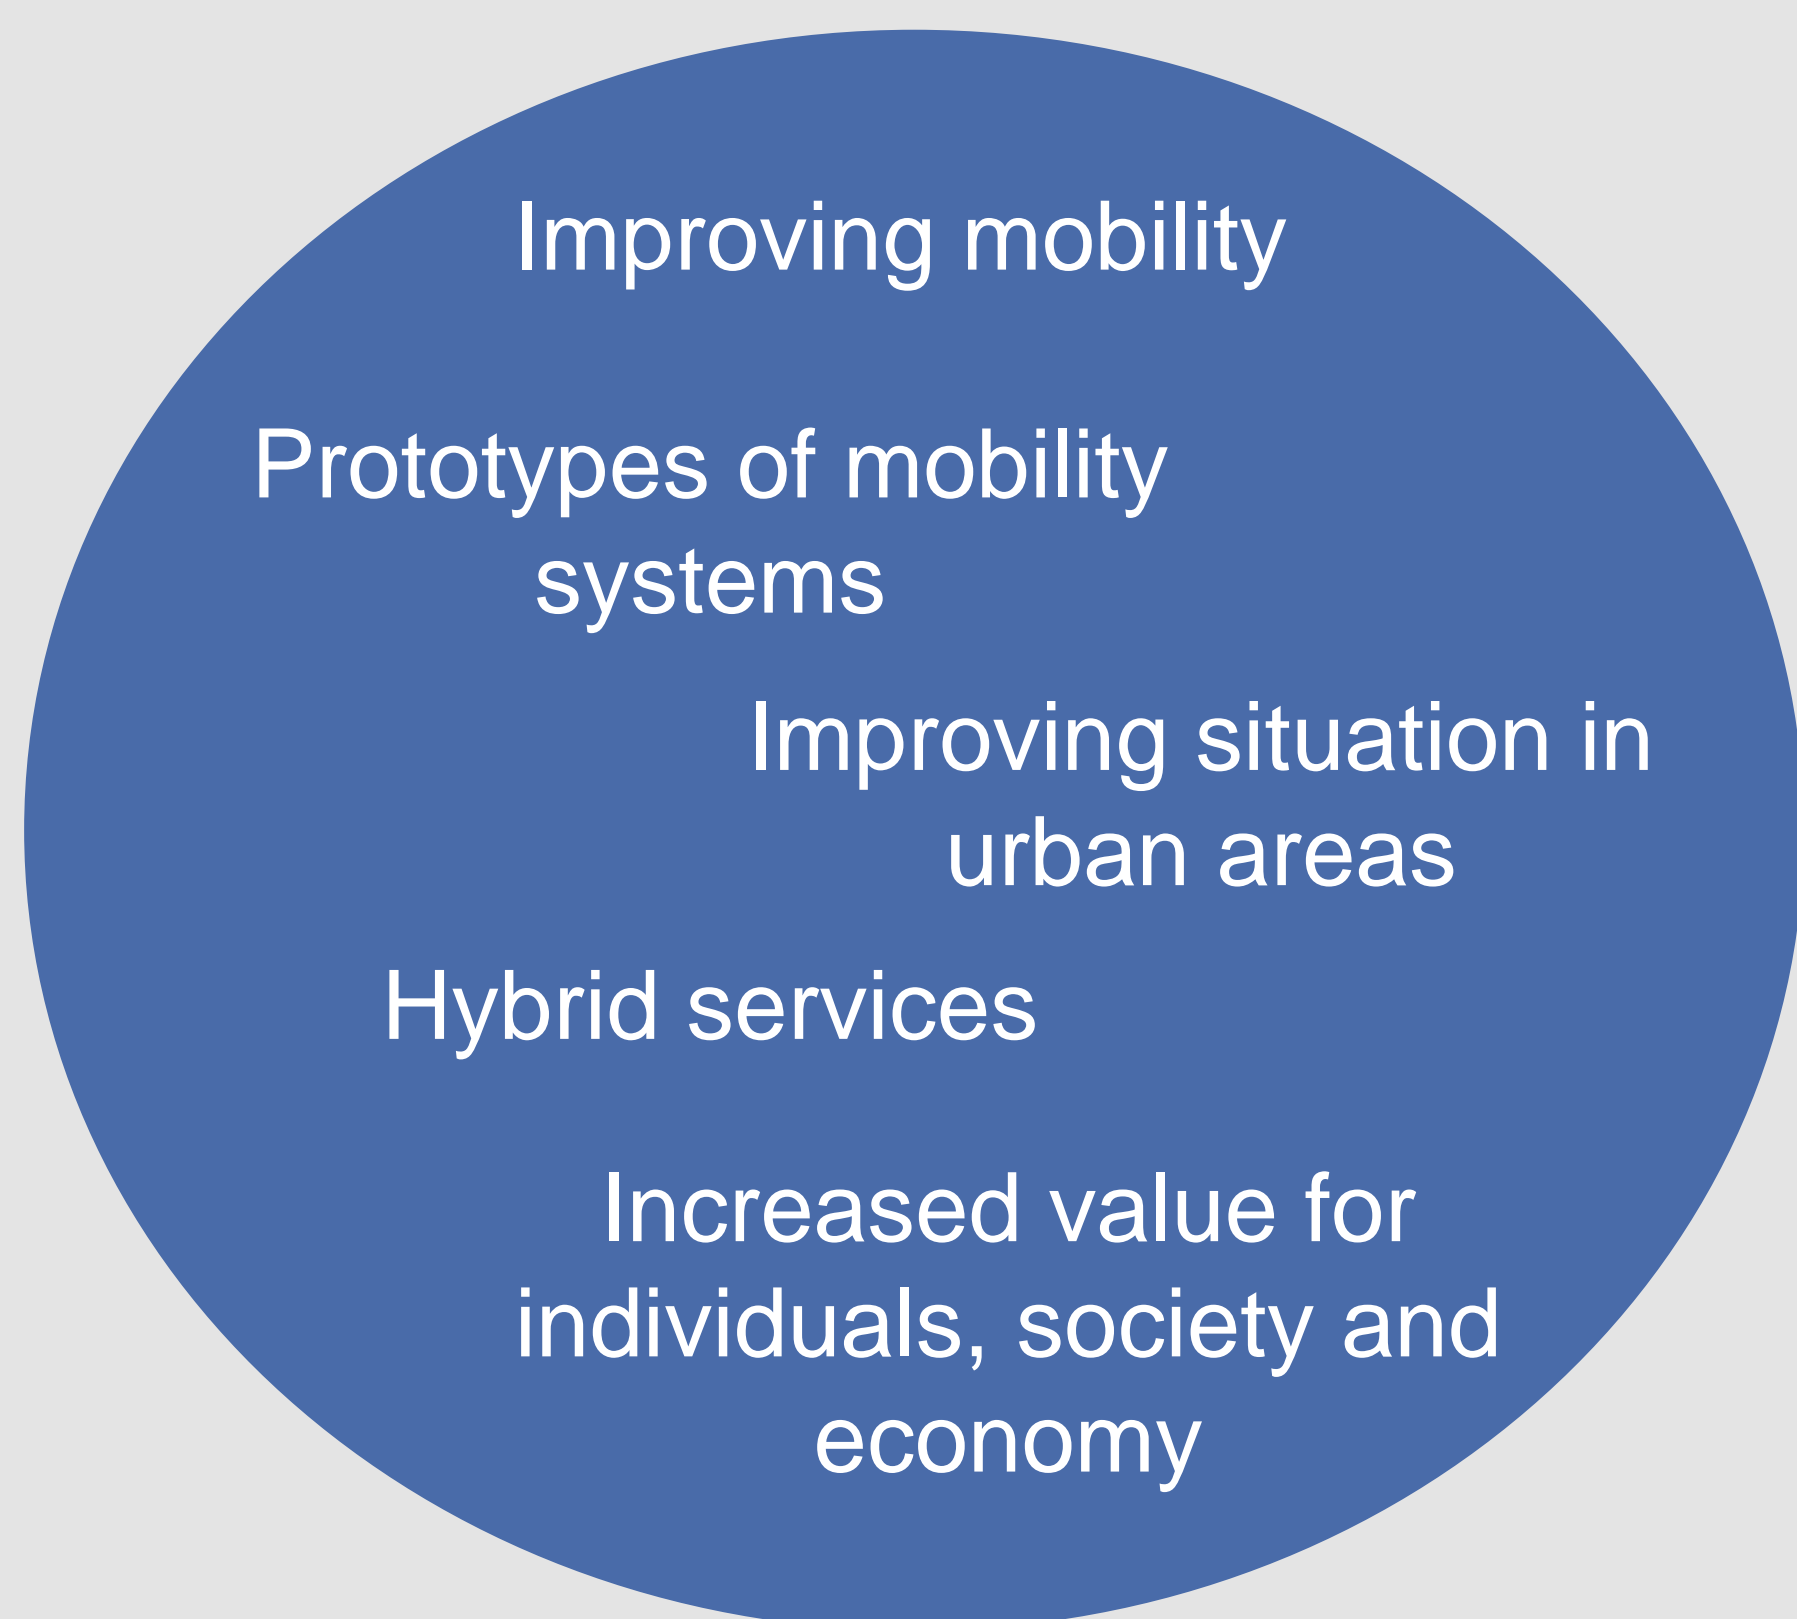 Improving mobility
Prototypes of mobility
systems
Improving situation in
urban areas
Hybrid services
Increased value for
individuals, society and
economy